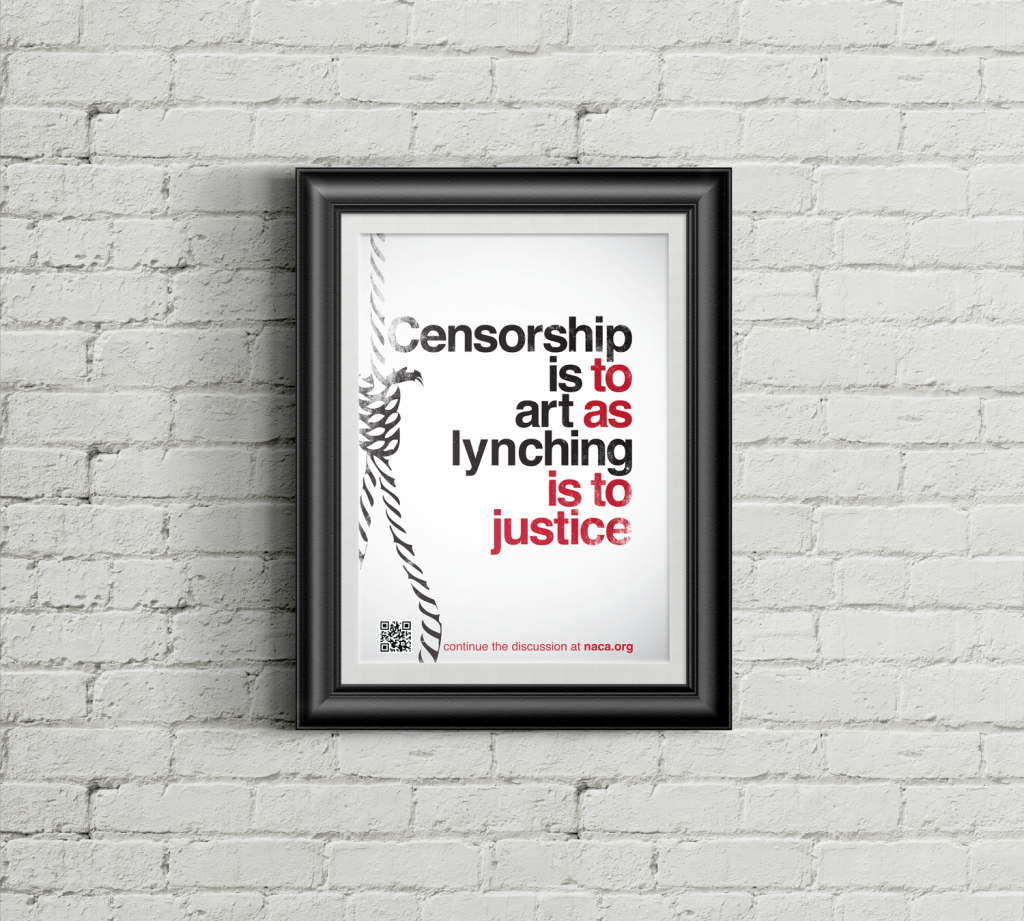 Censorship
is to
art as
lynching
is to
justice
continue the discussion at naca.org